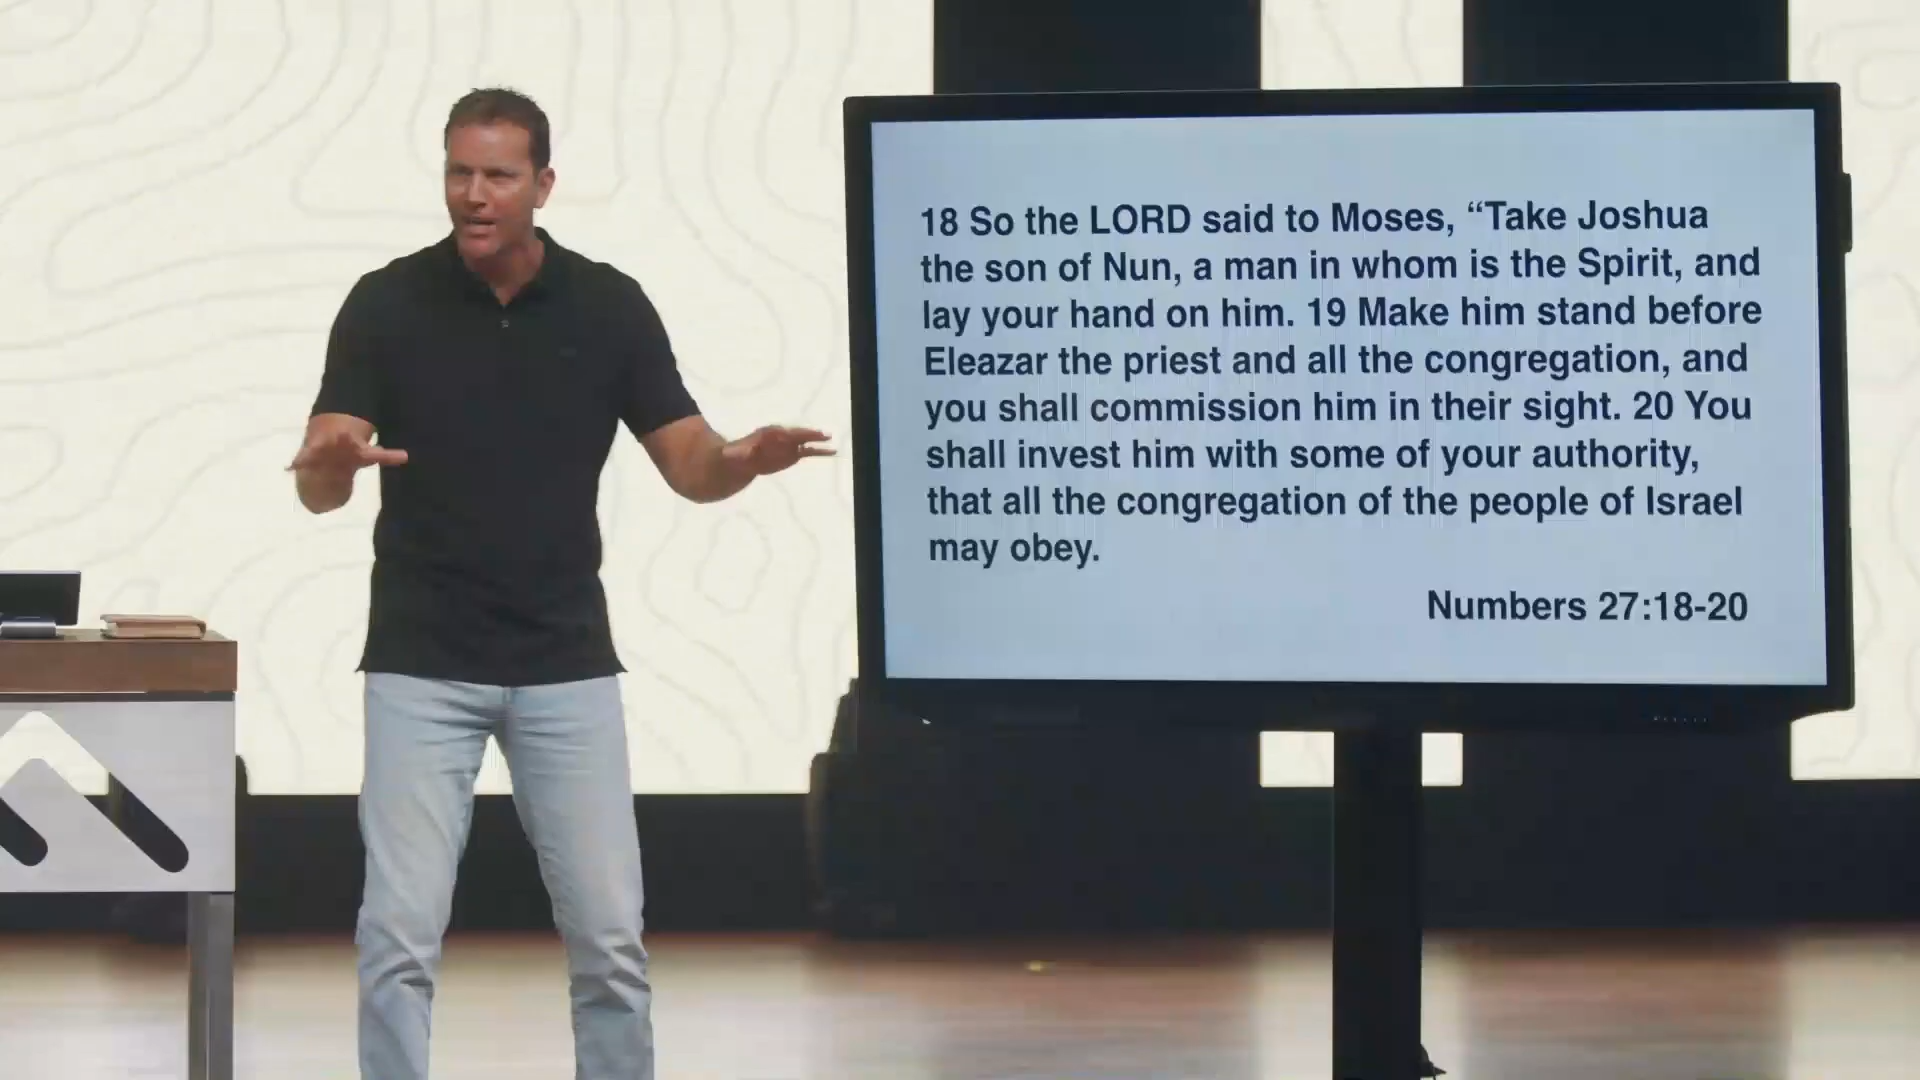 18 So the LORD said to Moses, “Take Joshua
the son of Nun, a man in whom is the Spirit, and
lay your hand on him. 19 Make him stand before
Eleazar the priest and all the congregation, and
you shall commission him in their sight. 20 You
shall invest him with some of your authority,
that all the congregation of the people of Israel
may obey.
Numbers 27:18-20